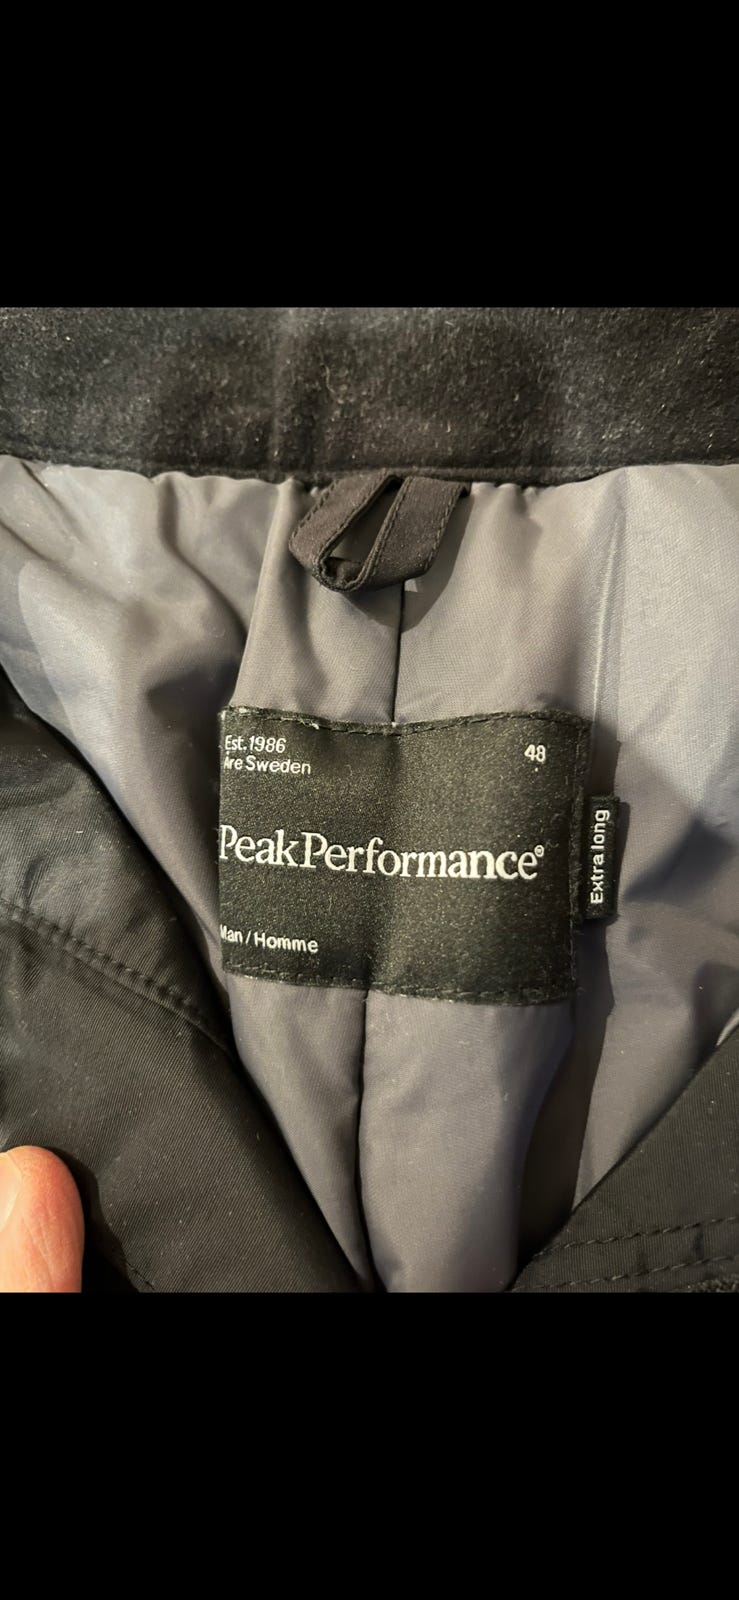 Est. 1986
Åre Sweden
48
PeakPerformance®
Man / Homme
Extra long